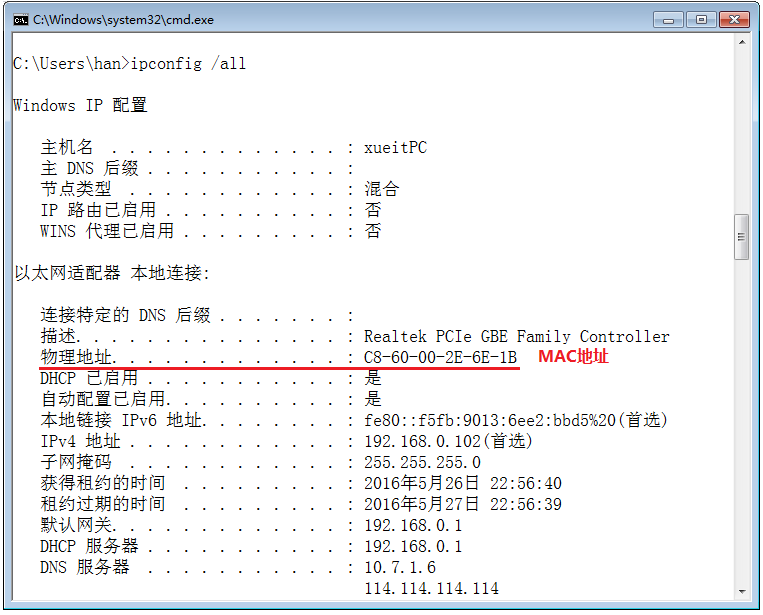 C:\Windows\system32\cmd.exe
C:\Users\han>ipconfig /all
Windows IP 配置
主机名 . . . . . . . . . . . . . : xueitPC
主 DNS 后缀 . . . . . . . . . . . :
节点类型 . . . . . . . . . . . . : 混合
IP 路由已启用 . . . . . . . . . . : 否
WINS 代理已启用 . . . . . . . . . : 否
以太网适配器 本地连接:
连接特定的 DNS 后缀 . . . . . . . :
描述. . . . . . . . . . . . . . . : Realtek PCIe GBE Family Controller
物理地址. . . . . . . . . . . . . : C8-60-00-2E-6E-1B MAC地址
DHCP 已启用 . . . . . . . . . . . : 是
自动配置已启用. . . . . . . . . . : 是
本地链接 IPv6 地址. . . . . . . . : fe80::f5fb:9013:6ee2:bbd5%20(首选)
IPv4 地址 . . . . . . . . . . . . : 192.168.0.102(首选)
子网掩码 . . . . . . . . . . . . : 255.255.255.0
获得租约的时间 . . . . . . . . . : 2016年5月26日 22:56:40
租约过期的时间 . . . . . . . . . : 2016年5月27日 22:56:39
默认网关. . . . . . . . . . . . . : 192.168.0.1
DHCP 服务器 . . . . . . . . . . . : 192.168.0.1
DNS 服务器 . . . . . . . . . . . : 10.7.1.6
114.114.114.114